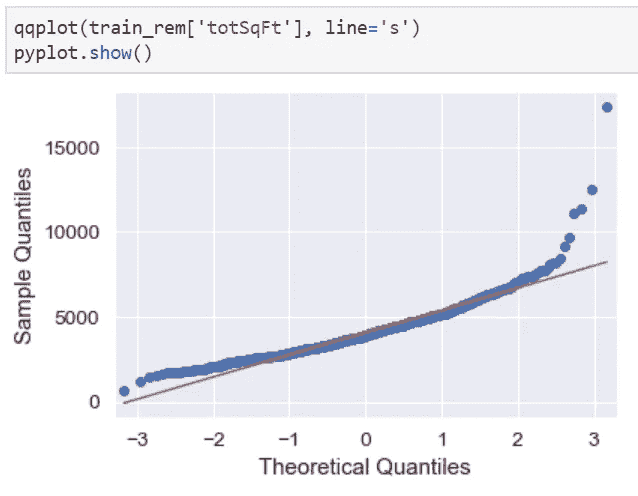 qqplot(train_rem['totSqFt'], line='s')
pyplot.show()
15000
10000
5000
0
Sample Quantiles
−3 −2 −1 0 1 2 3
Theoretical Quantiles